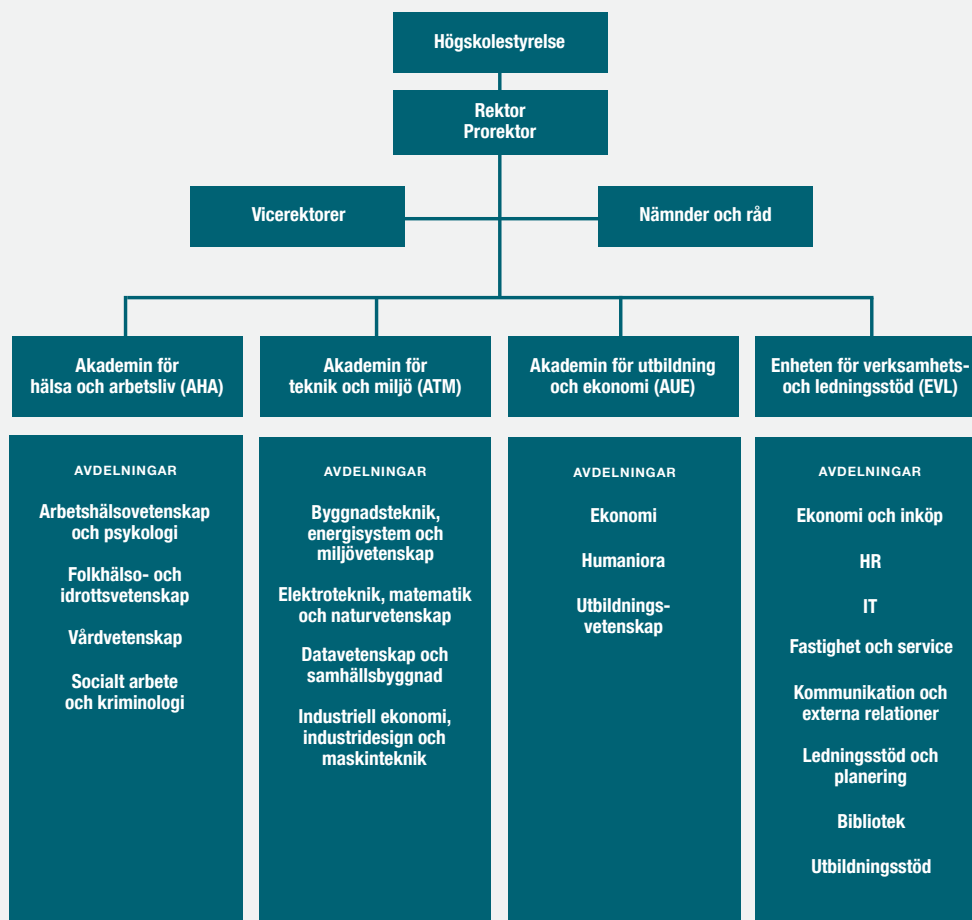 Högskolestyrelse
Rektor
Prorektor
Vicerektorer
Nämnder och råd
Akademin för
hälsa och arbetsliv (AHA)
Akademin för
teknik och miljö (ATM)
Akademin för utbildning
och ekonomi (AUE)
Enheten för verksamhets-
och ledningsstöd (EVL)
AVDELNINGAR
Arbetshälsovetenskap
och psykologi
Folkhälso- och
idrottsvetenskap
Vårdvetenskap
Socialt arbete
och kriminologi
AVDELNINGAR
Byggnadsteknik,
energisystem och
miljövetenskap
Elektroteknik, matematik
och naturvetenskap
Datavetenskap och
samhällsbyggnad
Industriell ekonomi,
industridesign och
maskinteknik
AVDELNINGAR
Ekonomi
Humaniora
Utbildnings-
vetenskap
AVDELNINGAR
Ekonomi och inköp
HR
IT
Fastighet och service
Kommunikation och
externa relationer
Ledningsstöd och
planering
Bibliotek
Utbildningsstöd